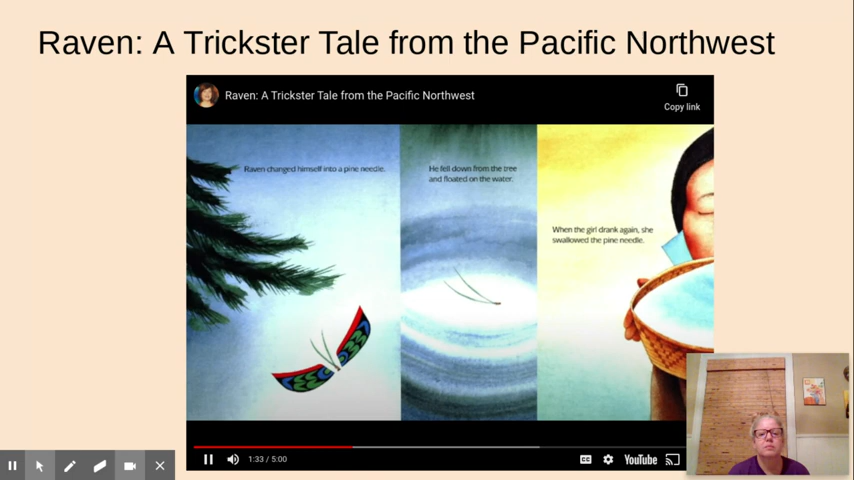 Raven: A Trickster Tale from the Pacific Northwest
Raven: A Trickster Tale from the Pacific Northwest
Copy link
Raven changed himself into a pine needle.
He fell down from the tree
and floated on the water.
When the girl drank again, she
swallowed the pine needle.
1:33 / 5:00
CC
YouTube